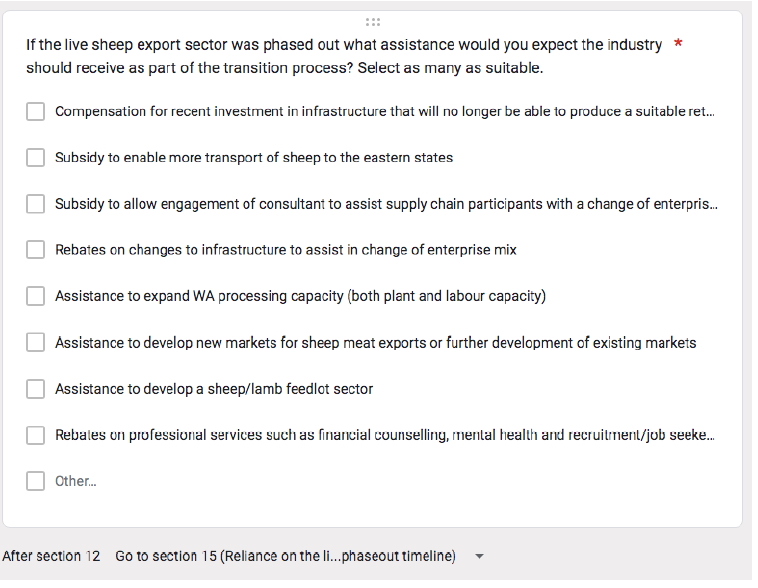 If the live sheep export sector was phased out what assistance would you expect the industry *
should receive as part of the transition process? Select as many as suitable.
Compensation for recent investment in infrastructure that will no longer be able to produce a suitable ret...
Subsidy to enable more transport of sheep to the eastern states
Subsidy to allow engagement of consultant to assist supply chain participants with a change of enterpris...
Rebates on changes to infrastructure to assist in change of enterprise mix
Assistance to expand WA processing capacity (both plant and labour capacity)
Assistance to develop new markets for sheep meat exports or further development of existing markets
Assistance to develop a sheep/lamb feedlot sector
Rebates on professional services such as financial counselling, mental health and recruitment/job seeke...
Other...
After section 12 Go to section 15 (Reliance on the li...phaseout timeline)